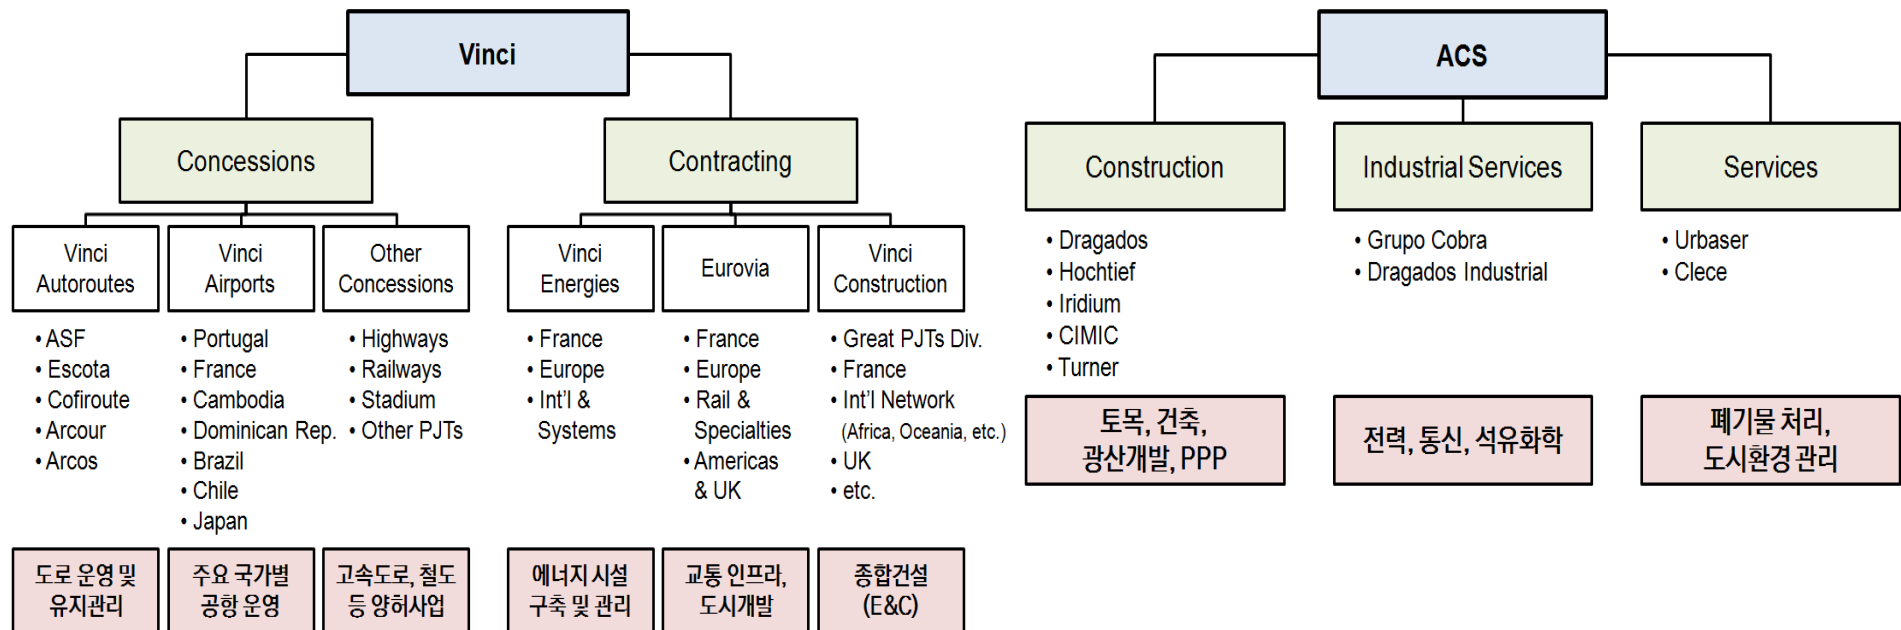 Vinci
Concessions
Contracting
Vinci
Autoroutes
Vinci
Airports
Other
Concessions
Vinci
Energies
Eurovia
Vinci
Construction
• ASF
• Escota
• Cofiroute
• Arcour
• Arcos
• Portugal
• France
• Cambodia
• Dominican Rep.
• Brazil
• Chile
• Japan
• Highways
• Railways
• Stadium
• Other PJTs
• France
• Europe
• Int'l &
Systems
• France
• Europe
• Rail &
Specialties
• Americas
& UK
• Great PJTs Div.
• France
• Int'l Network
(Africa, Oceania, etc.)
• UK
• etc.
도로 운영 및
유지관리
주요 국가별
공항 운영
고속도로, 철도
등 양허사업
에너지 시설
구축 및 관리
교통 인프라,
도시개발
종합건설
(E&C)
ACS
Construction
Industrial Services
Services
• Dragados
• Hochtief
• Iridium
• CIMIC
• Turner
• Grupo Cobra
• Dragados Industrial
• Urbaser
• Clece
토목, 건축,
광산개발, PPP
전력, 통신, 석유화학
폐기물 처리,
도시환경 관리